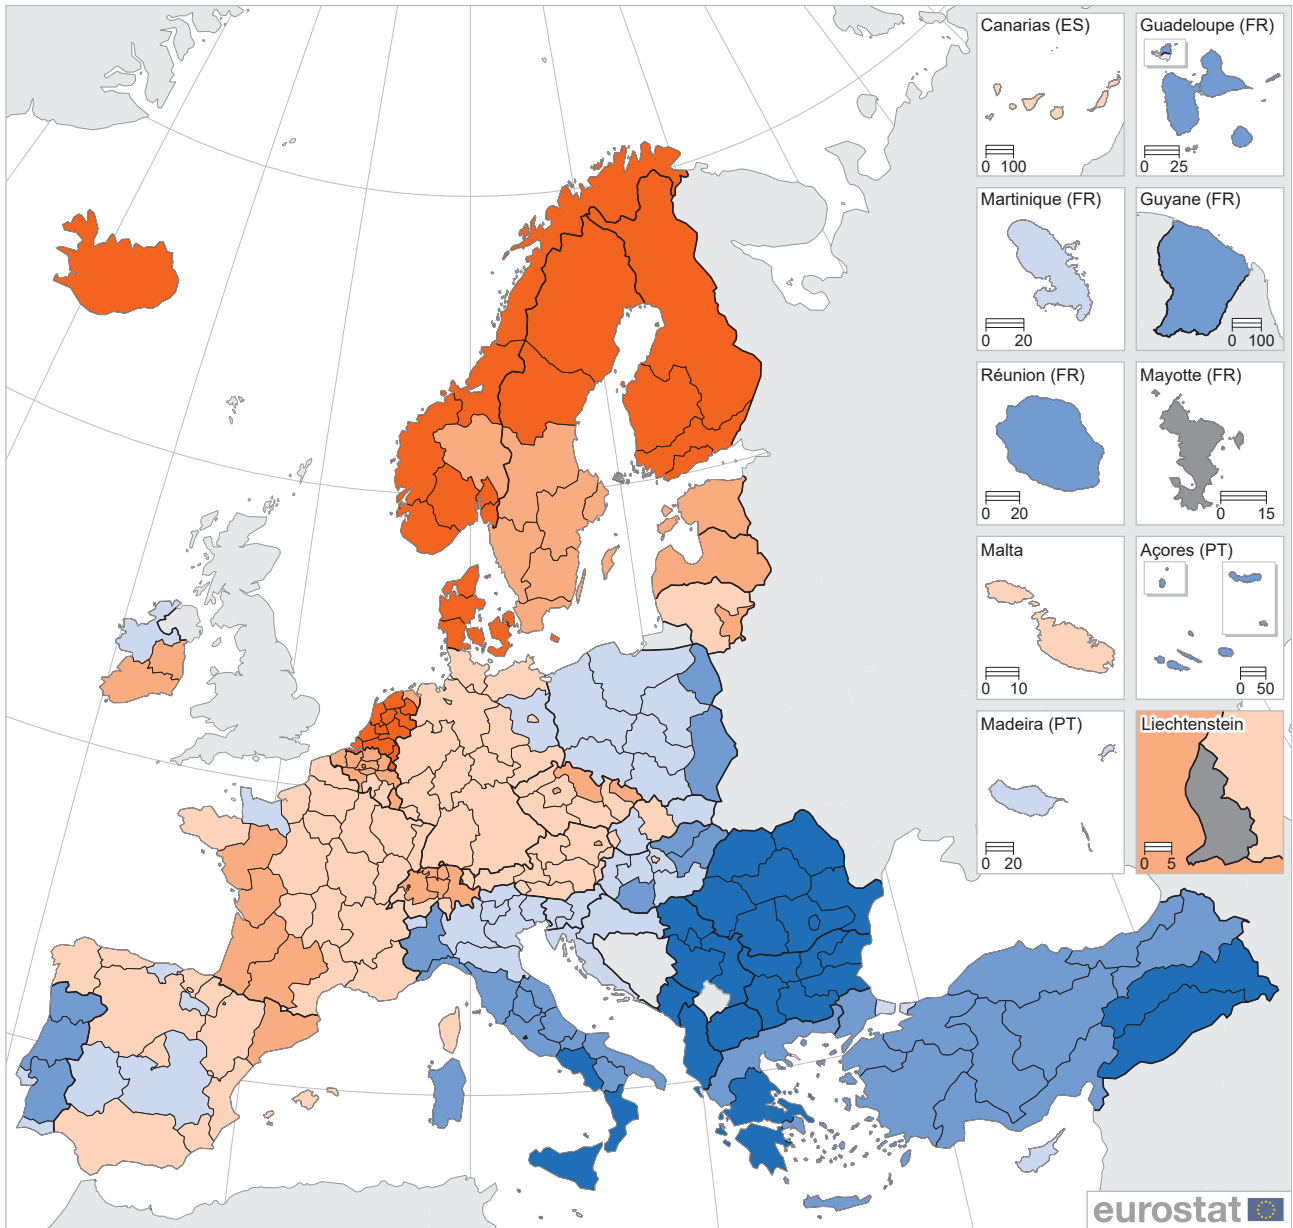 Canarias (ES)
0 100
Guadeloupe (FR)
0 25
Martinique (FR)
0 20
Guyane (FR)
0 100
Réunion (FR)
0 20
Mayotte (FR)
0 15
Malta
0 10
Açores (PT)
0 50
Madeira (PT)
0 20
Liechtenstein
0 5
eurostat